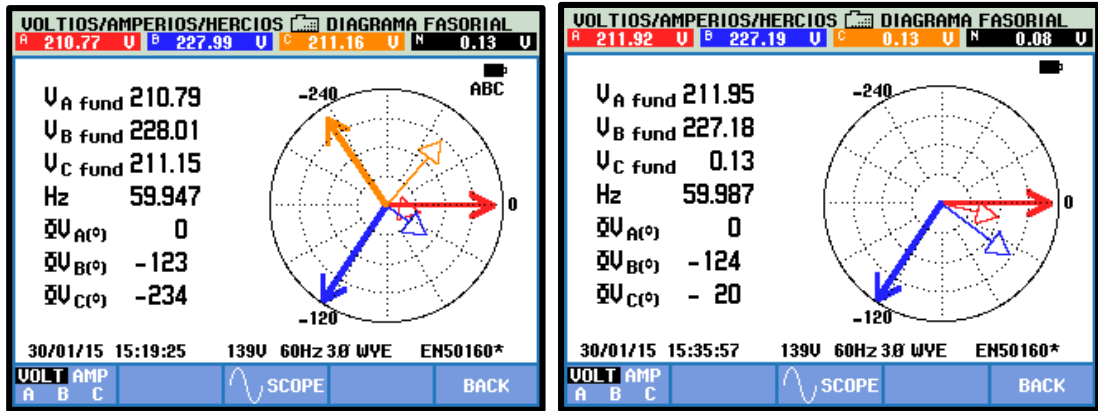 VOLTIOS/AMPERIOS/HERCIOS DIAGRAMA FASORIAL
A 210.77 V B 227.99 V C 211.16 V N 0.13 V
ABC
V A fund 210.79
V B fund 228.01
V C fund 211.15
Hz 59.947
ΦV A(°) 0
ΦV B(°) -123
ΦV C(°) -234
-240
0
-120
30/01/15 15:19:25 139V 60Hz 3Ø WYE EN50160*
VOLT AMP
A B C
SCOPE
BACK
VOLTIOS/AMPERIOS/HERCIOS DIAGRAMA FASORIAL
A 211.92 V B 227.19 V C 0.13 V N 0.08 V
V A fund 211.95
V B fund 227.18
V C fund 0.13
Hz 59.987
ΦV A(°) 0
ΦV B(°) -124
ΦV C(°) - 20
-240
0
-120
30/01/15 15:35:57 139V 60Hz 3Ø WYE EN50160*
VOLT AMP
A B C
SCOPE
BACK